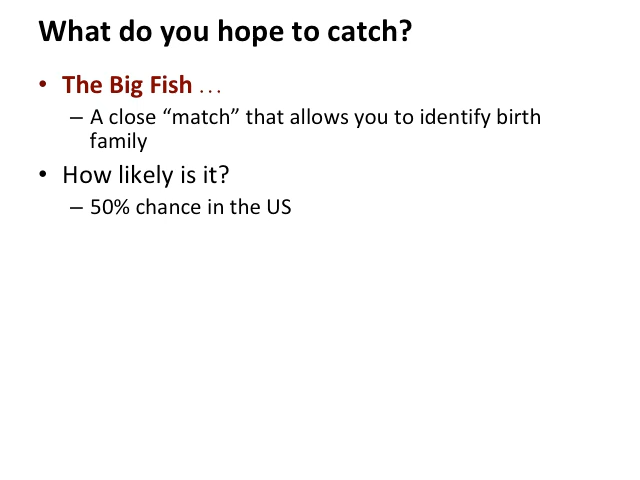 What do you hope to catch?
• The Big Fish …
– A close “match” that allows you to identify birth
family
• How likely is it?
– 50% chance in the US